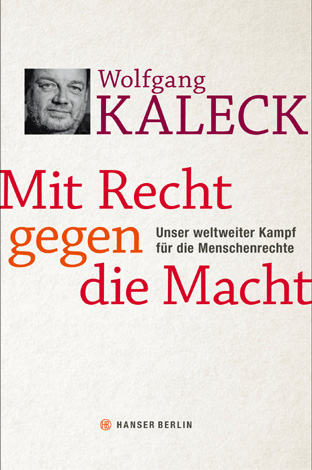 Wolfgang
KALECK
Mit Recht
gegen
Unser weltweiter Kampf
für die Menschenrechte
die Macht
HANSER BERLIN